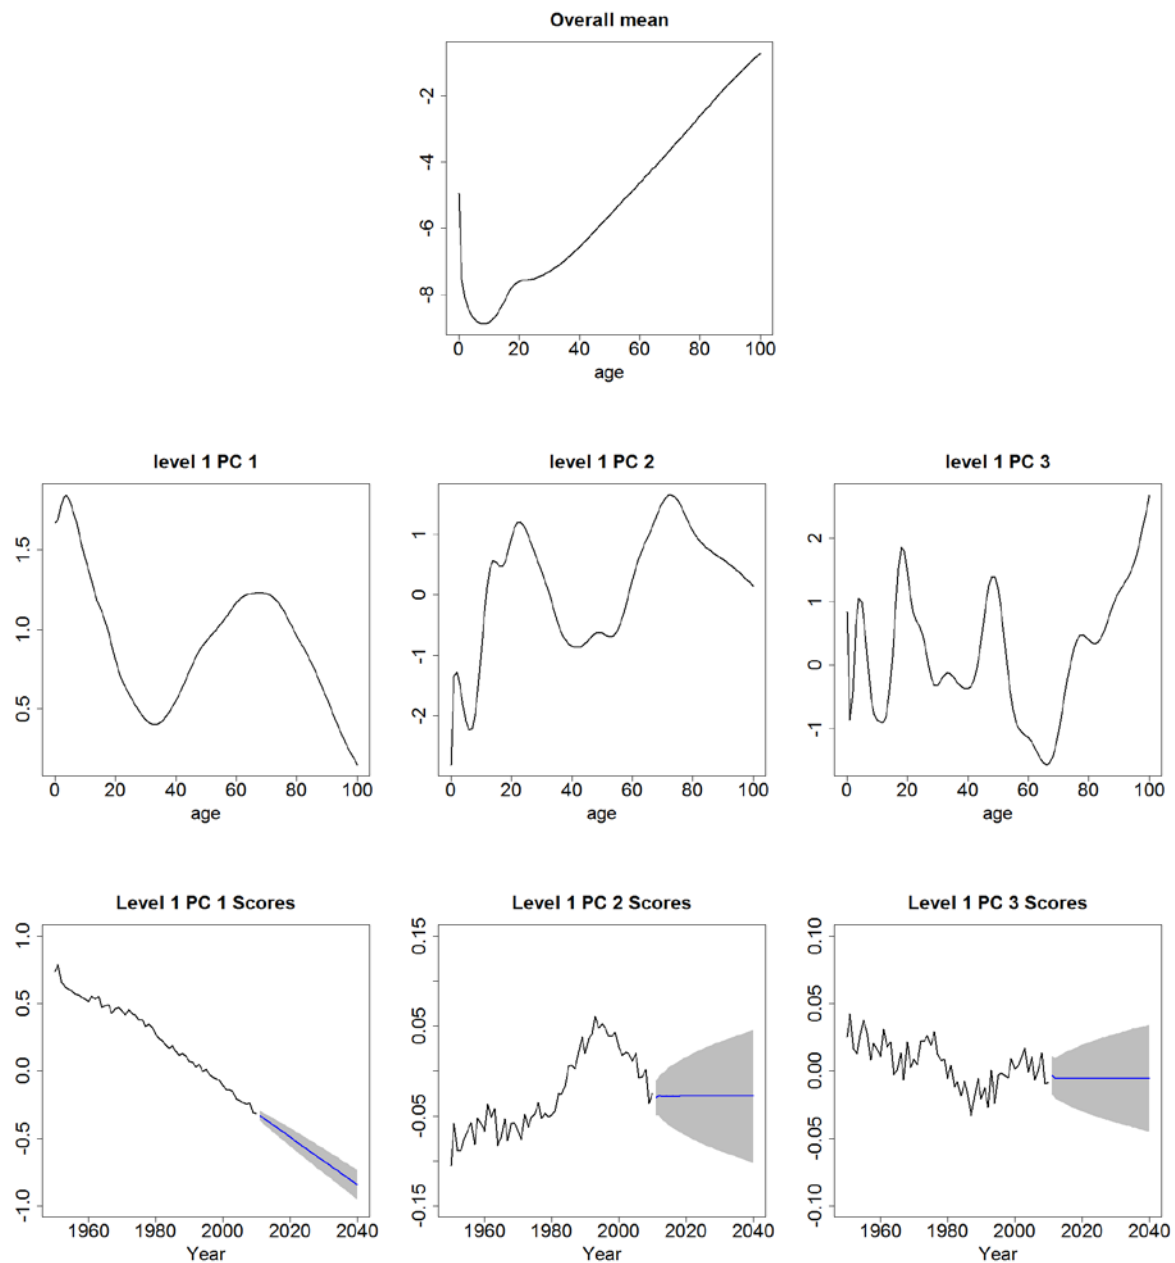 Overall mean
-2
-4
-6
-8
0 20 40 60 80 100
age
level 1 PC 1
level 1 PC 2
level 1 PC 3
1.5
1.0
0.5
1
0
-1
-2
2
1
0
-1
0 20 40 60 80 100
0 20 40 60 80 100
0 20 40 60 80 100
age
age
age
Level 1 PC 1 Scores
Level 1 PC 2 Scores
Level 1 PC 3 Scores
1.0
0.5
0.0
-0.5
-1.0
0.15
0.05
-0.05
-0.15
0.10
0.05
0.00
-0.05
-0.10
1960 1980 2000 2020 2040
1960 1980 2000 2020 2040
1960 1980 2000 2020 2040
Year
Year
Year